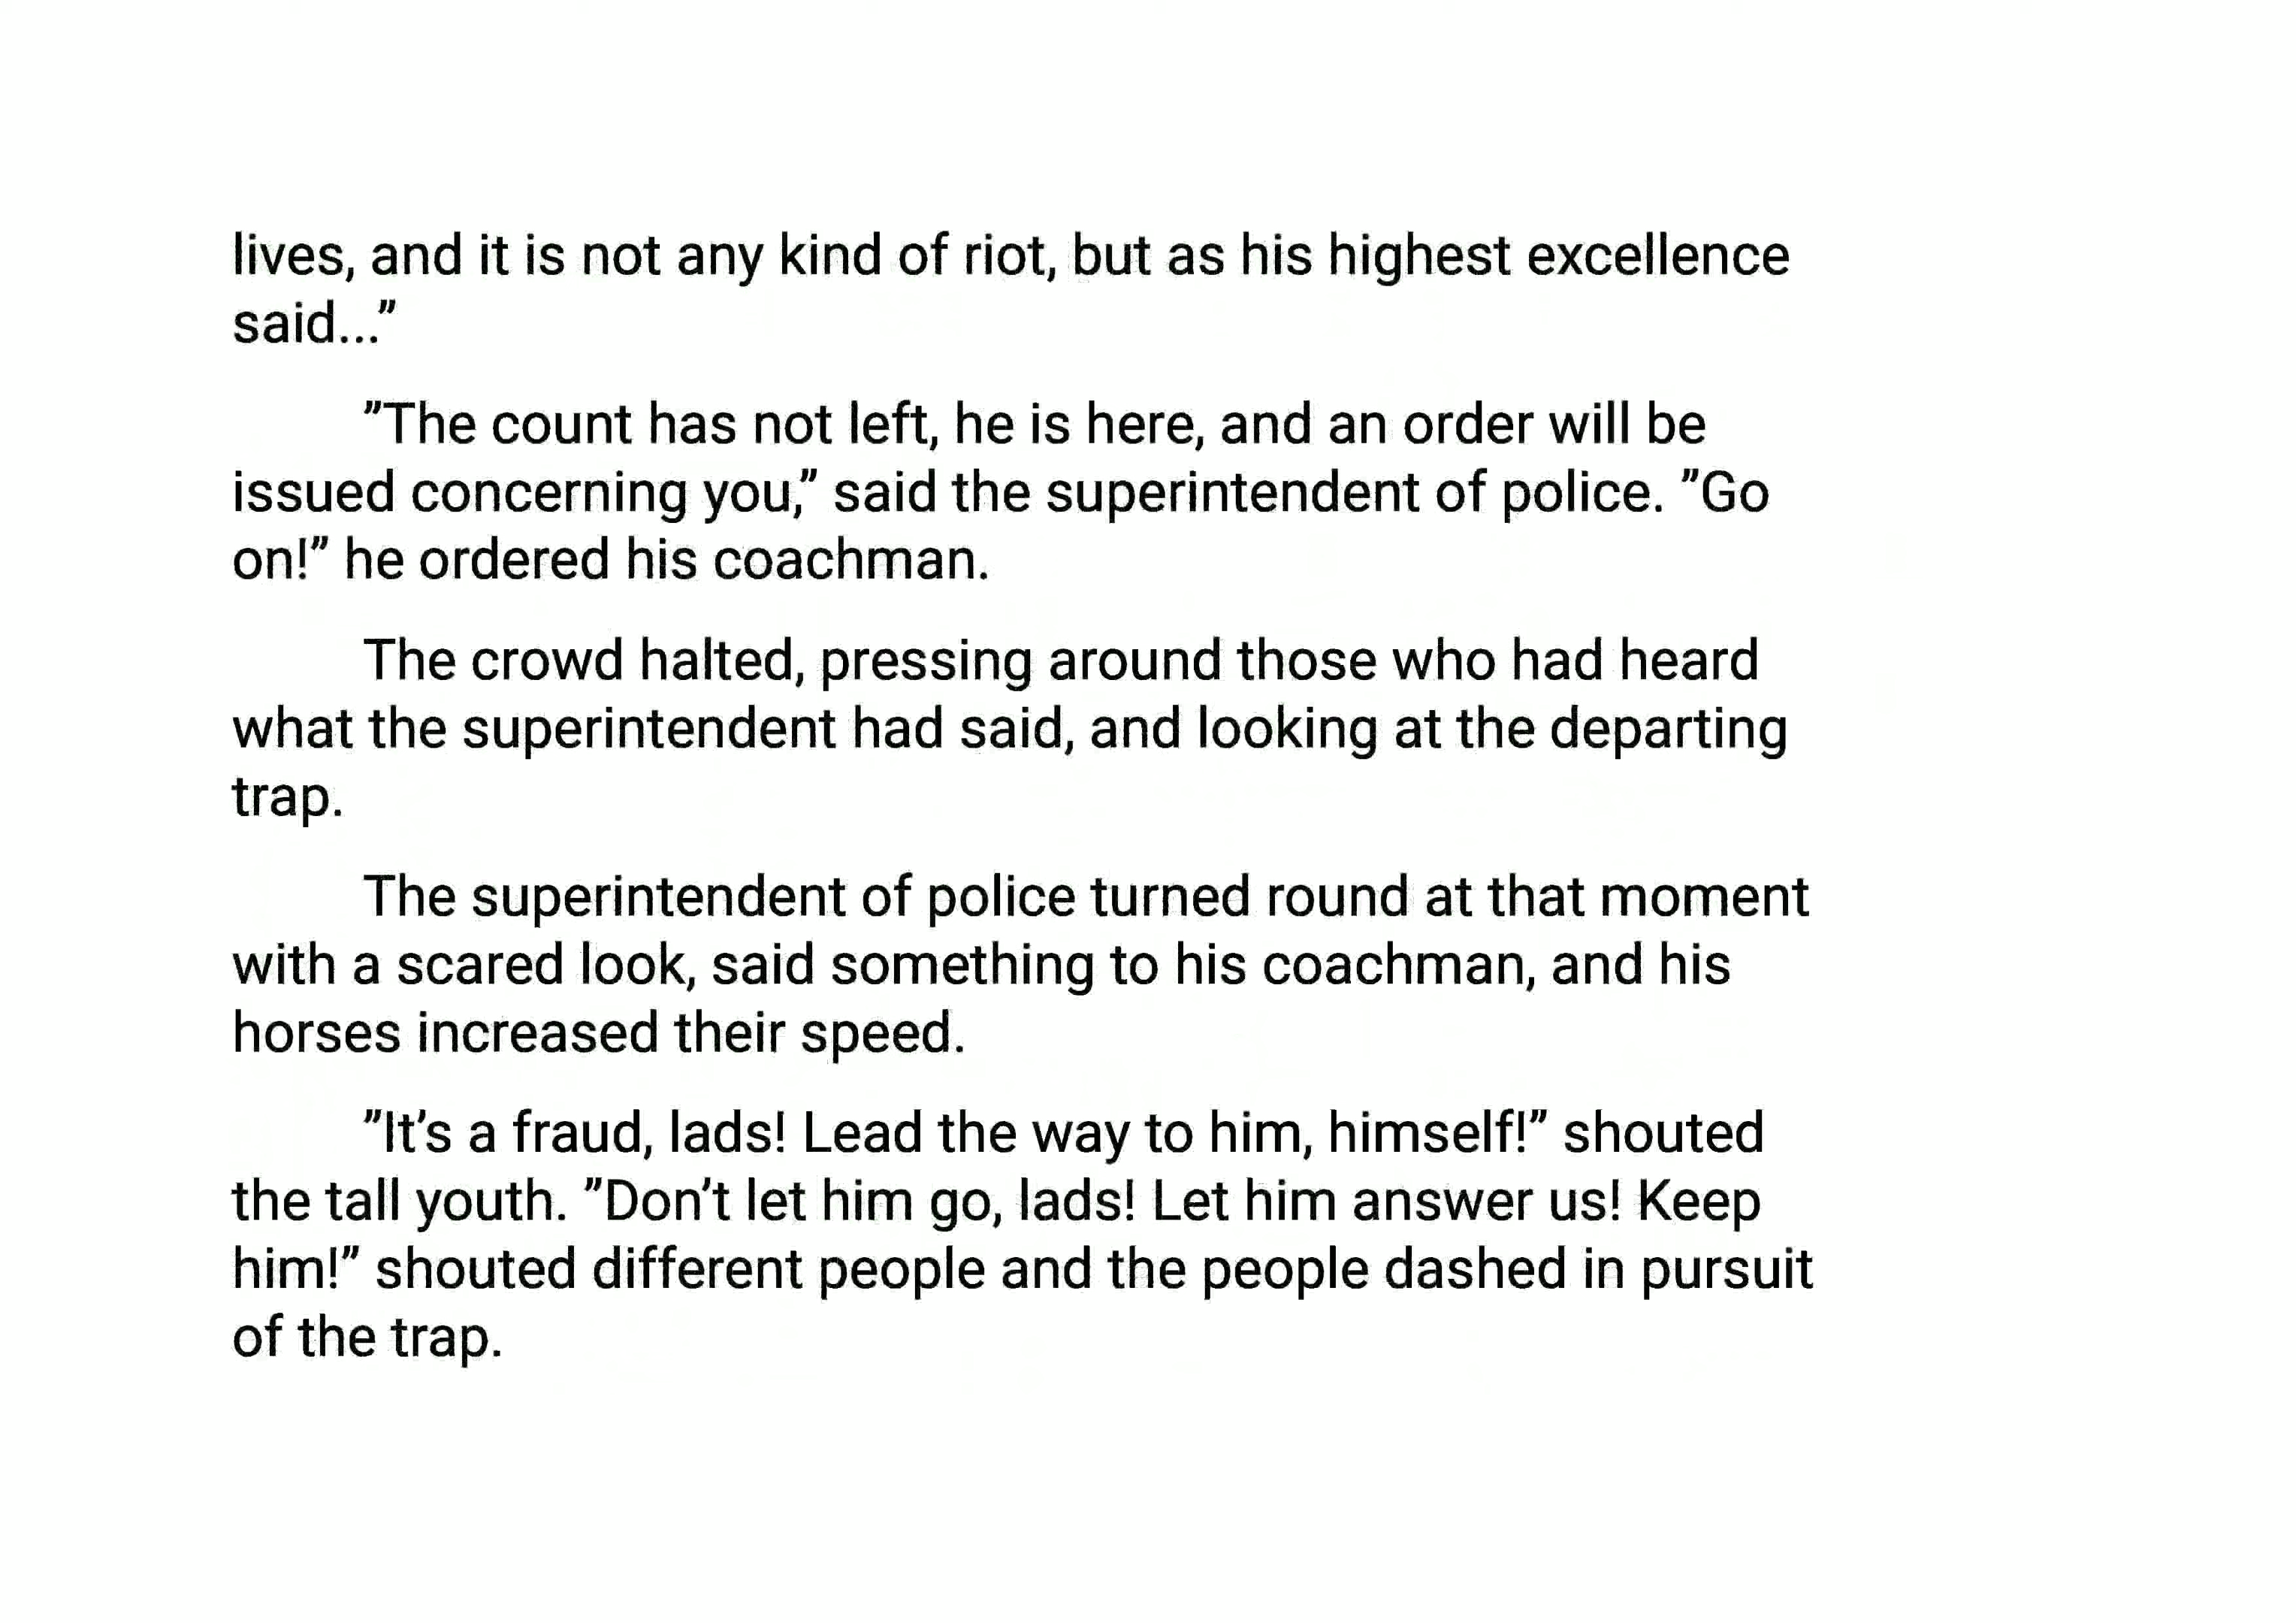 lives, and it is not any kind of riot, but as his highest excellence
said...”
”The count has not left, he is here, and an order will be
issued concerning you,” said the superintendent of police. ”Go
on!” he ordered his coachman.
The crowd halted, pressing around those who had heard
what the superintendent had said, and looking at the departing
trap.
The superintendent of police turned round at that moment
with a scared look, said something to his coachman, and his
horses increased their speed.
”It’s a fraud, lads! Lead the way to him, himself!” shouted
the tall youth. ”Don’t let him go, lads! Let him answer us! Keep
him!” shouted different people and the people dashed in pursuit
of the trap.